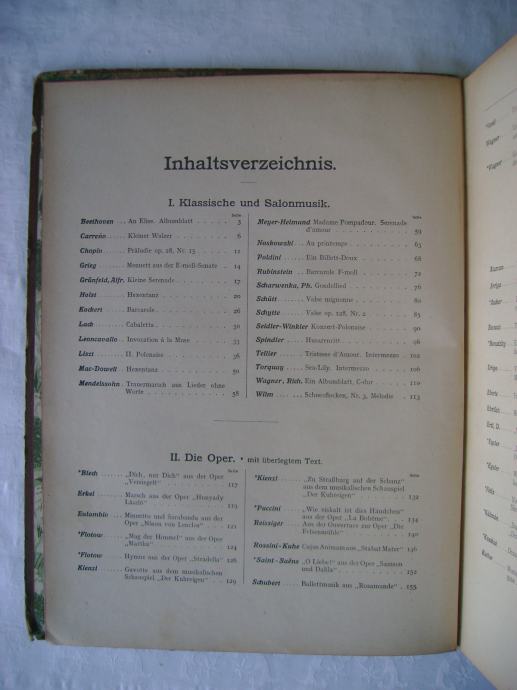 Inhaltsverzeichnis.
I. Klassische und Salonmusik.
Seite
Beethoven ... An Elise. Albumblatt ..... 3
Carreño .... Kleiner Walzer ...... 6
Chopin .... Präludie op. 28, Nr. 15 .... 12
Grieg .... Menuett aus der E-moll-Sonate .. 14
Grünfeld, Alfr. Kleine Serenade ...... 17
Holst .... Hexentanz ....... 20
Kockert .... Barcarole ........ 26
Lack .... Cabaletta ........ 30
Leoncavallo .. Invocation à la Muse .... 33
Liszt .... II. Polonaise ....... 36
Mac-Dowell .. Hexentanz ....... 50
Mendelssohn . Trauermarsch aus Lieder ohne
Worte ......... 58
Seite
Meyer-Helmund Madame Pompadour. Serenade
d'amour ........ 59
Noskowski .. Au printemps ....... 63
Poldini .... Ein Billets-Doux ...... 68
Rubinstein .. Barcarole F-moll ...... 72
Scharwenka, Ph. Gondellied ....... 76
Schütt .... Valse mignonne ...... 80
Schytte .... Valse op. 128, Nr. 2 ..... 85
Seidler-Winkler Konzert-Polonaise ..... 90
Spindler ... Husarenritt ....... 96
Tellier .... Tristesse d'Amour. Intermezzo .. 102
Torquay ... Sea-Lily. Intermezzo .... 106
Wagner, Rich. Ein Albumblatt, C-dur .... 110
Wilm .... Schneeflocken, Nr. 3, Melodie .. 113
II. Die Oper. * mit überlegtem Text.
Seite
*Blech .... „Dich, nur Dich“ aus der Oper
„Versiegelt“ ....... 117
Erkel .... Marsch aus der Oper „Hunyady
László“ ........ 119
Eulambio ... Menuetto und Sarabanda aus der
Oper „Ninon von Lenclos“ .. 121
*Flotow .... „Mag der Himmel“ aus der Oper
„Martha“ ........ 124
*Flotow .... Hymne aus der Oper „Stradella“ 126
Kienzl .... Gavotte aus dem musikalischen
Schauspiel „Der Kuhreigen“ .. 129
Seite
*Kienzl .... „Zu Straßburg auf der Schanz“
aus dem musikalischen Schauspiel
„Der Kuhreigen“ ..... 132
*Puccini ... „Wie eiskalt ist dies Händchen“
aus der Oper „La Bohème“ . 134
Reissiger .. Aus der Ouverture zur Oper „Die
Felsenmühle“ ...... 140
Rossini-Kuhe Cujus Animam aus „Stabat Mater“ 146
*Saint-Saëns „O Liebe!“ aus der Oper „Samson
und Dalila“ ........ 152
Schubert ... Ballettmusik aus „Rosamunde“ . 155
*Wagner